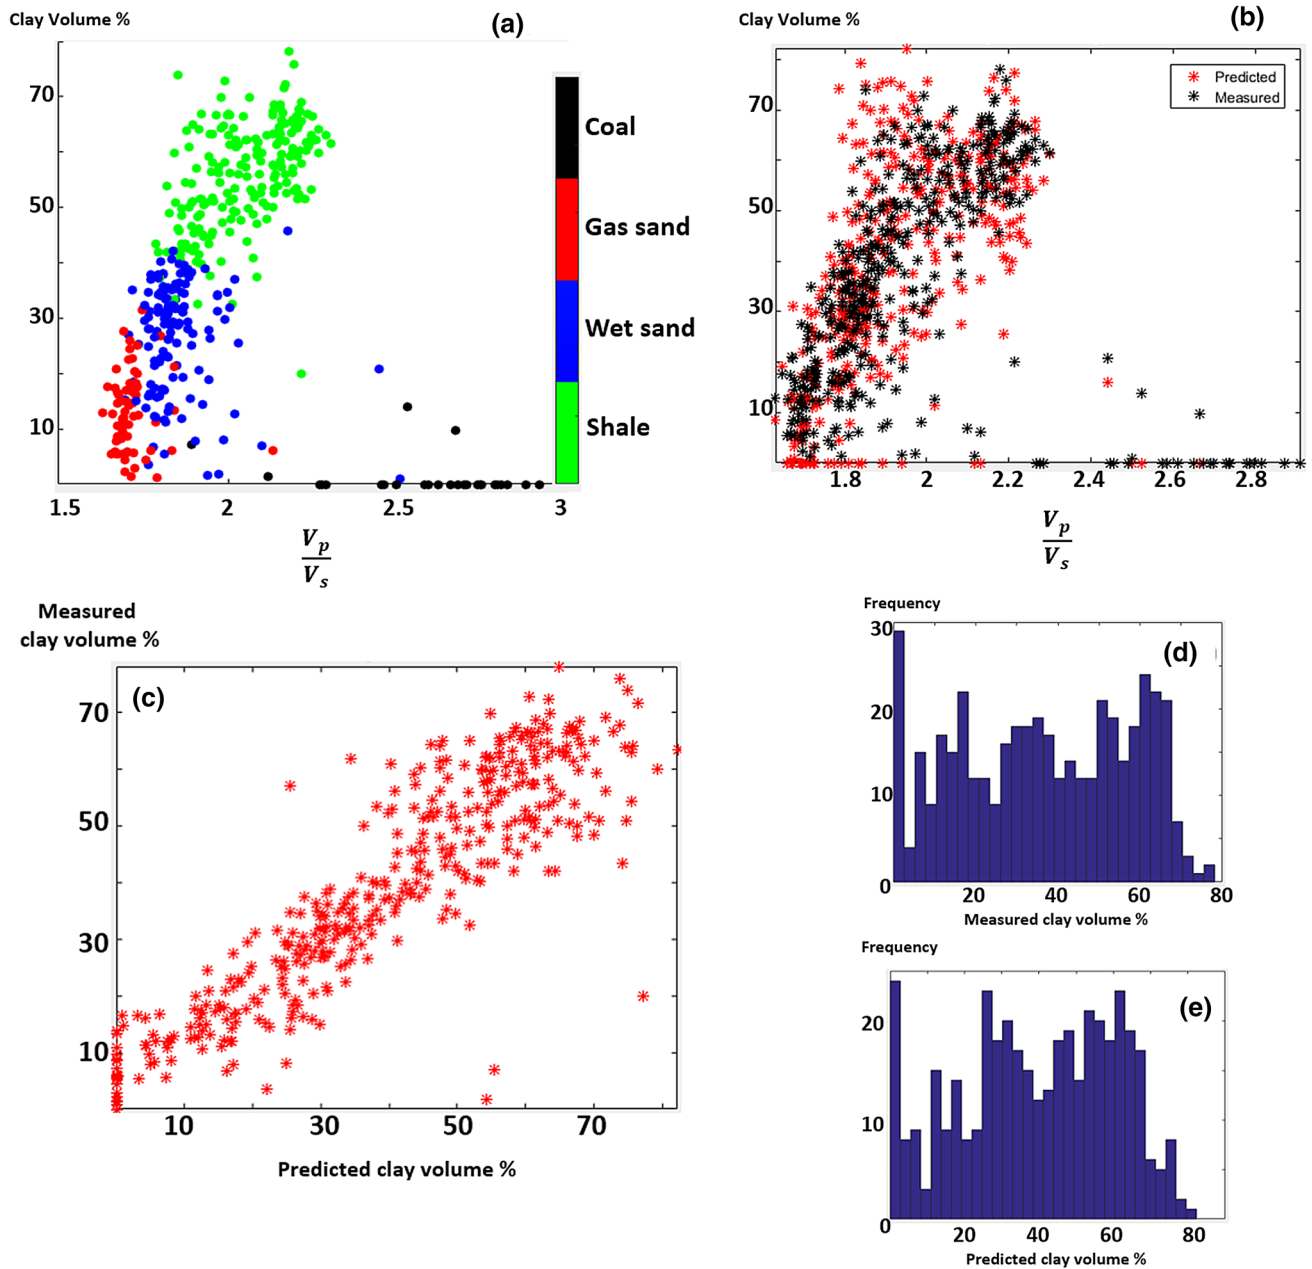 Clay Volume %
(a)
70
50
30
10
1.5
2
2.5
3
Vp
Vs
Coal
Gas sand
Wet sand
Shale
Clay Volume %
(b)
Predicted
Measured
70
50
30
10
1.8
2
2.2
2.4
2.6
2.8
Vp
Vs
Measured
clay volume %
(c)
70
50
30
10
10
30
50
70
Predicted clay volume %
Frequency
(d)
30
20
10
0
20
40
60
80
Measured clay volume %
Frequency
(e)
20
10
0
20
40
60
80
Predicted clay volume %